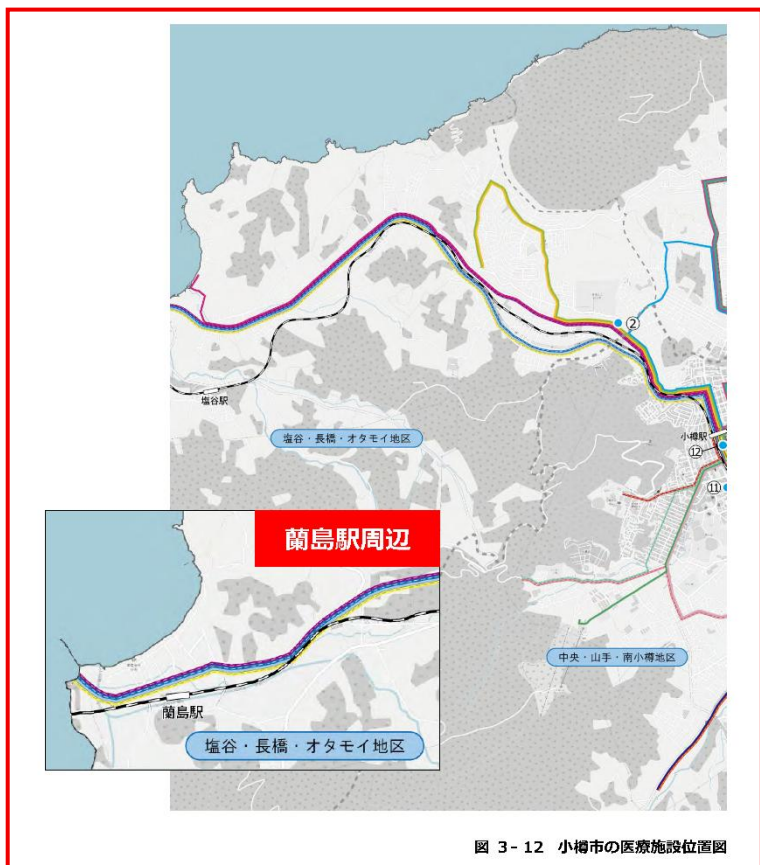 ②
塩谷駅
小樽駅
塩谷・長橋・オタモイ地区
⑫
⑪
蘭島駅周辺
中央・山手・南小樽地区
蘭島駅
塩谷・長橋・オタモイ地区
図 3-12 小樽市の医療施設位置図